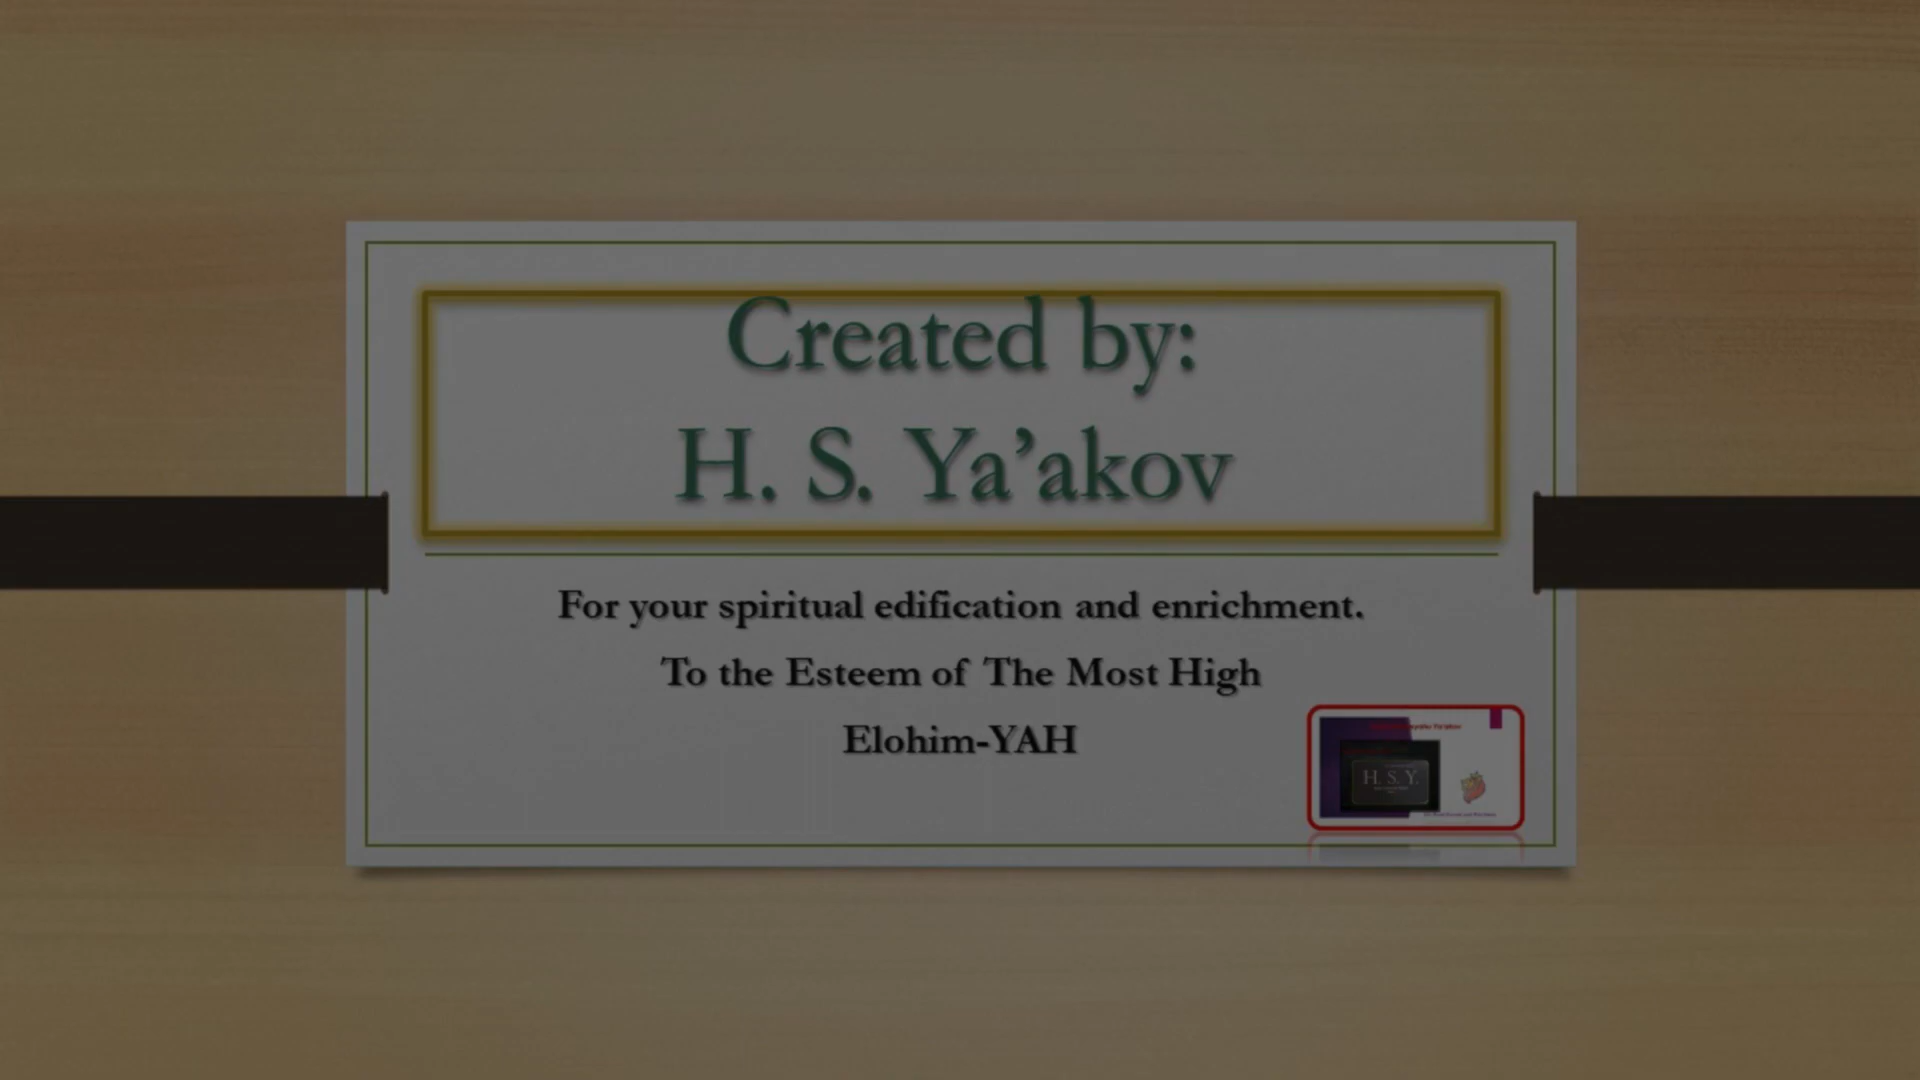 Created by:
H. S. Ya’akov
For your spiritual edification and enrichment.
To the Esteem of The Most High
Elohim-YAH
H. S. Y.